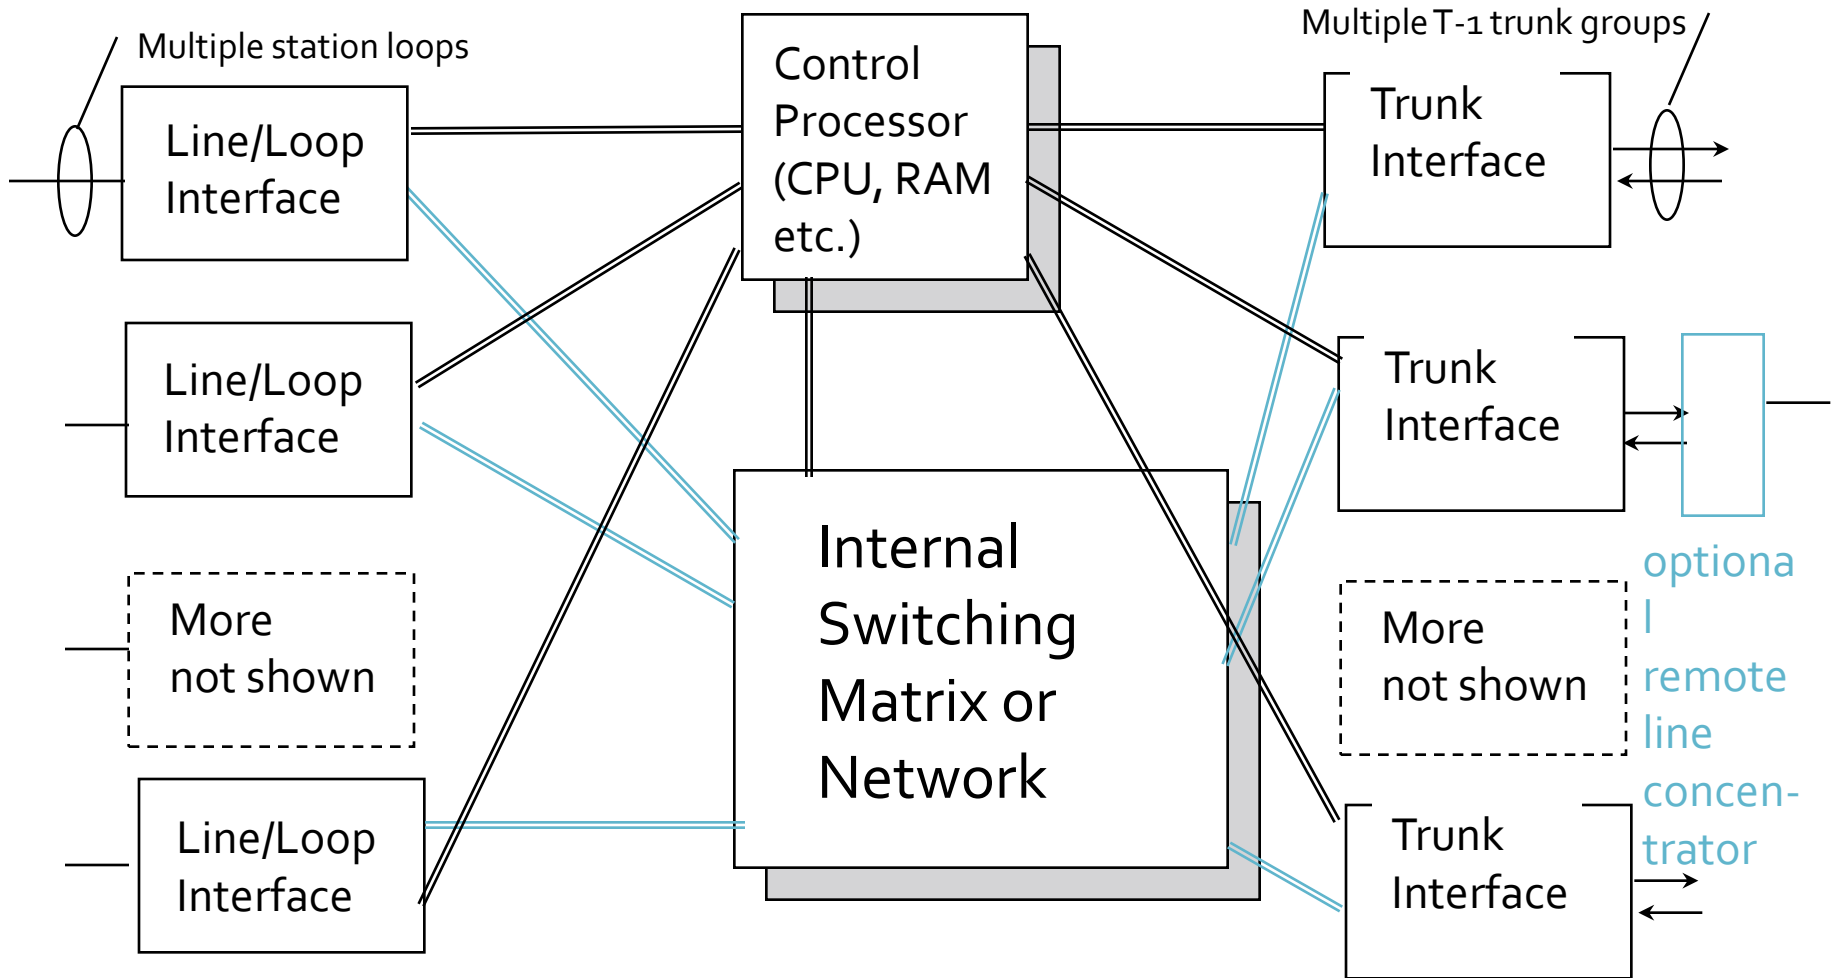 Multiple station loops
Line/Loop
Interface
Line/Loop
Interface
More
not shown
Line/Loop
Interface
Control
Processor
(CPU, RAM
etc.)
Internal
Switching
Matrix or
Network
Multiple T-1 trunk groups
Trunk
Interface
Trunk
Interface
More
not shown
Trunk
Interface
optiona
l
remote
line
concen-
trator